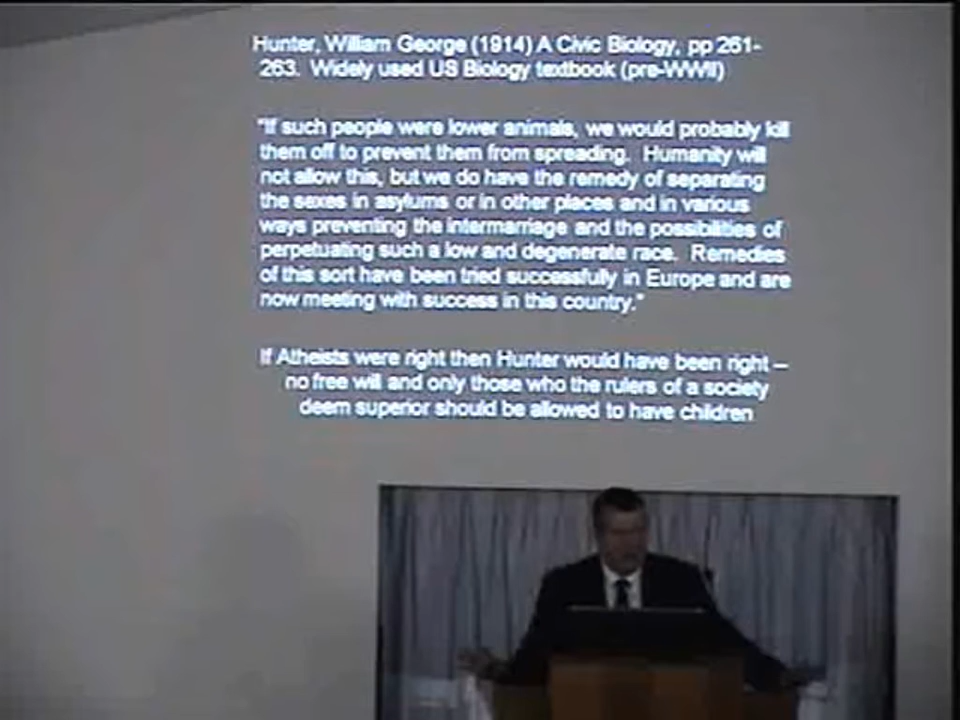 Hunter, William George (1914) A Civic Biology, pp 261-
263. Widely used US Biology textbook (pre-WWII)
"If such people were lower animals, we would probably kill
them off to prevent them from spreading. Humanity will
not allow this, but we do have the remedy of separating
the sexes in asylums or in other places and in various
ways preventing the intermarriage and the possibilities of
perpetuating such a low and degenerate race. Remedies
of this sort have been tried successfully in Europe and are
now meeting with success in this country."
If Atheists were right then Hunter would have been right –
no free will and only those who the rulers of a society
deem superior should be allowed to have children